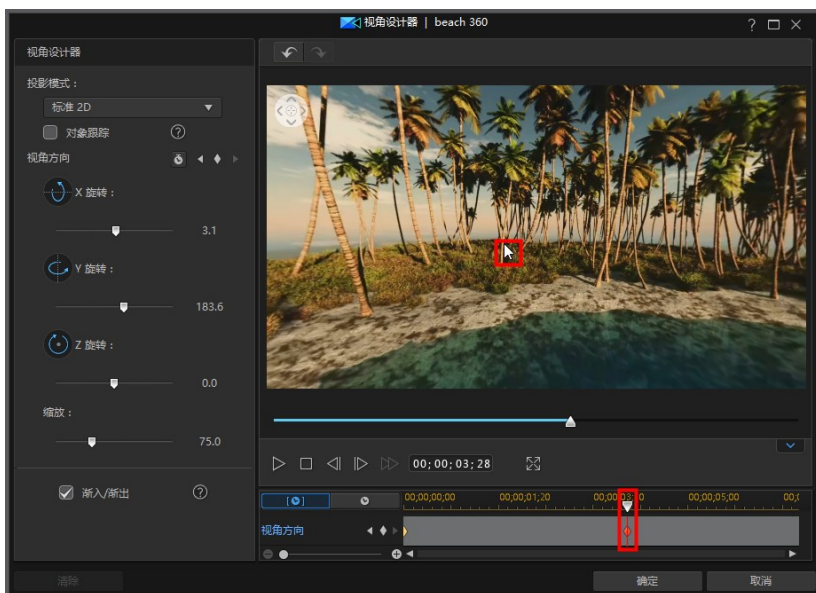 视角设计器 | beach 360
视角设计器
投影模式：
标准 2D
对象跟踪
视角方向
X 旋转：
3.1
Y 旋转：
183.6
Z 旋转：
0.0
缩放：
75.0
渐入/渐出
00;00;03;28
00;00;00;00
00;00;01;20
00;00;05;00
视角方向
清除
确定
取消